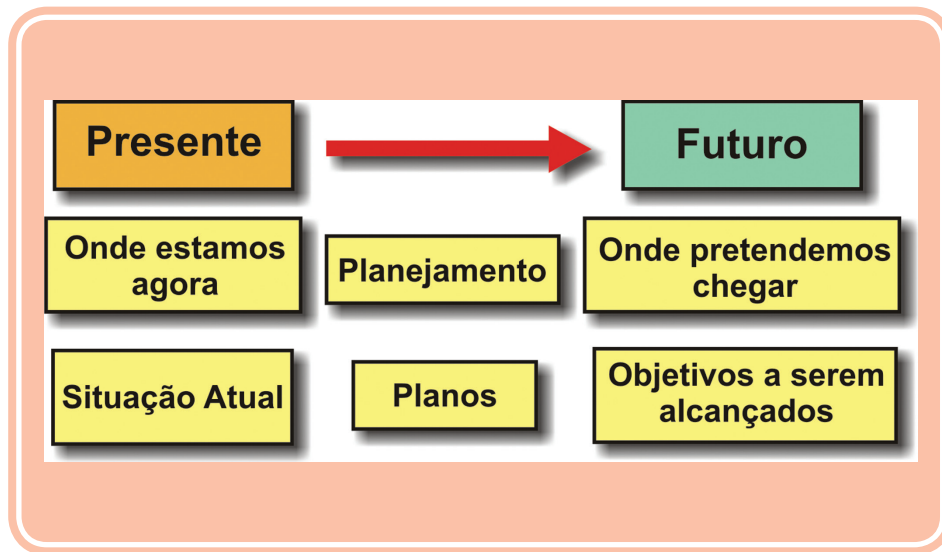 Presente
Futuro
Onde estamos
agora
Planejamento
Onde pretendemos
chegar
Situação Atual
Planos
Objetivos a serem
alcançados